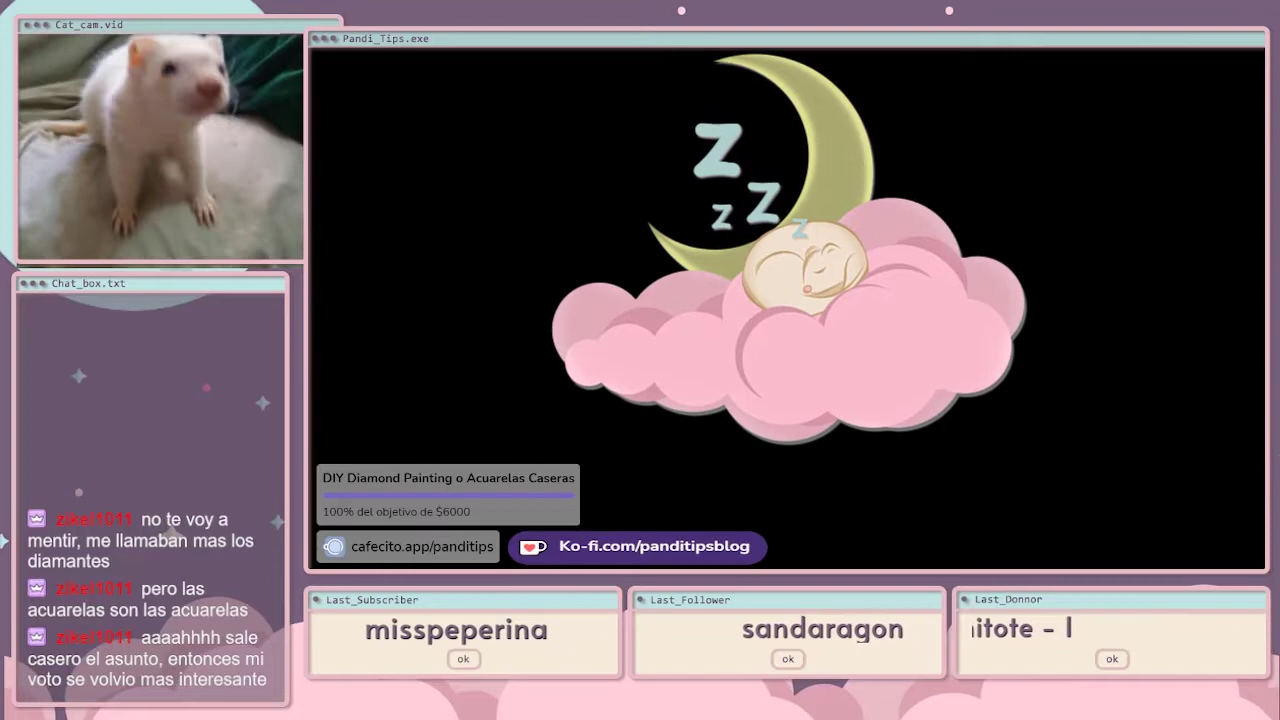 Cat_cam.vid
Pandi_Tips.exe
Z
Z
Z
Z
Chat_box.txt
zikel1011 no te voy a
mentir, me llamaban mas los
diamantes
zikel1011 pero las
acuarelas son las acuarelas
zikel1011 aaaahhhh sale
casero el asunto, entonces mi
voto se volvio mas interesante
DIY Diamond Painting o Acuarelas Caseras
100% del objetivo de $6000
cafecito.app/panditips
Ko-fi.com/panditipsblog
Last_Subscriber
misspeperina
ok
Last_Follower
sandaragon
ok
Last_Donnor
itote - l
ok